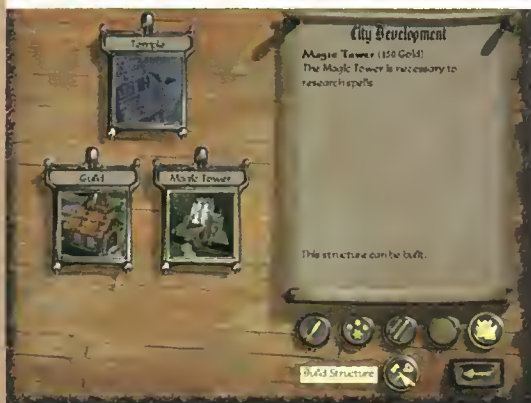 City Development
Temple
Magic Tower (150 Gold)
The Magic Tower is necessary to
research spells.
Guild
Magic Tower
This structure can be built.
Build Structure